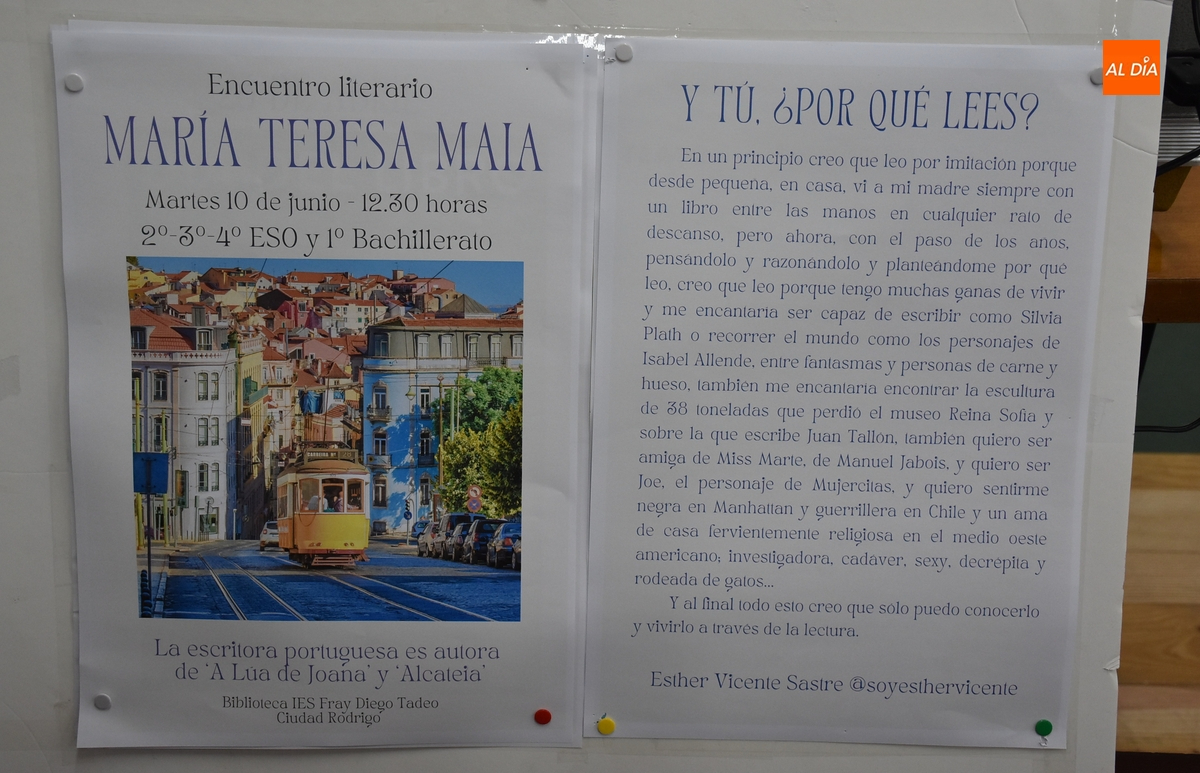 Encuentro literario
MARÍA TERESA MAIA
Martes 10 de junio - 12.30 horas
2º-3º-4º ESO y 1º Bachillerato
La escritora portuguesa es autora
de 'A Lúa de Joana' y 'Alcateia'
Biblioteca IES Fray Diego Tadeo
Ciudad Rodrigo
Y TÚ, ¿POR QUÉ LEES?
En un principio creo que leo por imitación porque
desde pequeña, en casa, vi a mi madre siempre con
un libro entre las manos en cualquier rato de
descanso, pero ahora, con el paso de los años,
pensándolo y razonándolo y planteándome por qué
leo, creo que leo porque tengo muchas ganas de vivir
y me encantaría ser capaz de escribir como Silvia
Plath o recorrer el mundo como los personajes de
Isabel Allende, entre fantasmas y personas de carne y
hueso, también me encantaría encontrar la escultura
de 38 toneladas que perdió el museo Reina Sofía y
sobre la que escribe Juan Tallón, también quiero ser
amiga de Miss Marte, de Manuel Jabois, y quiero ser
Joe, el personaje de Mujercitas, y quiero sentirme
negra en Manhattan y guerrillera en Chile y un ama
de casa fervientemente religiosa en el medio oeste
americano; investigadora, cadáver, sexy, decrépita y
rodeada de gatos...
Y al final todo esto creo que sólo puedo conocerlo
y vivirlo a través de la lectura.
Esther Vicente Sastre @soyesthervicente
AL DÍA